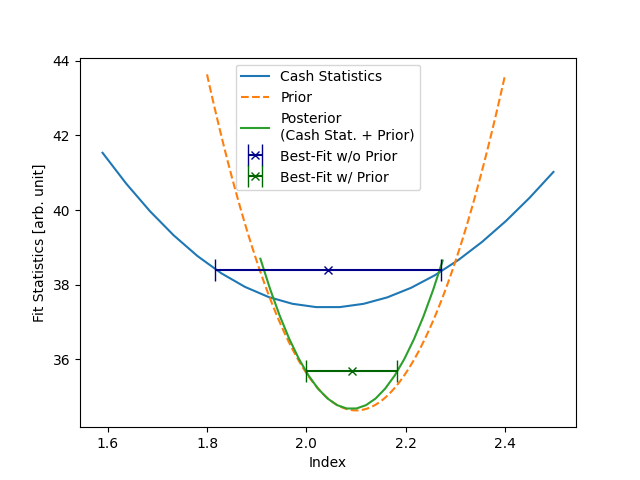 44
42
40
38
36
Fit Statistics [arb. unit]
Cash Statistics
Prior
Posterior
(Cash Stat. + Prior)
Best-Fit w/o Prior
Best-Fit w/ Prior
1.6 1.8 2.0 2.2 2.4
Index